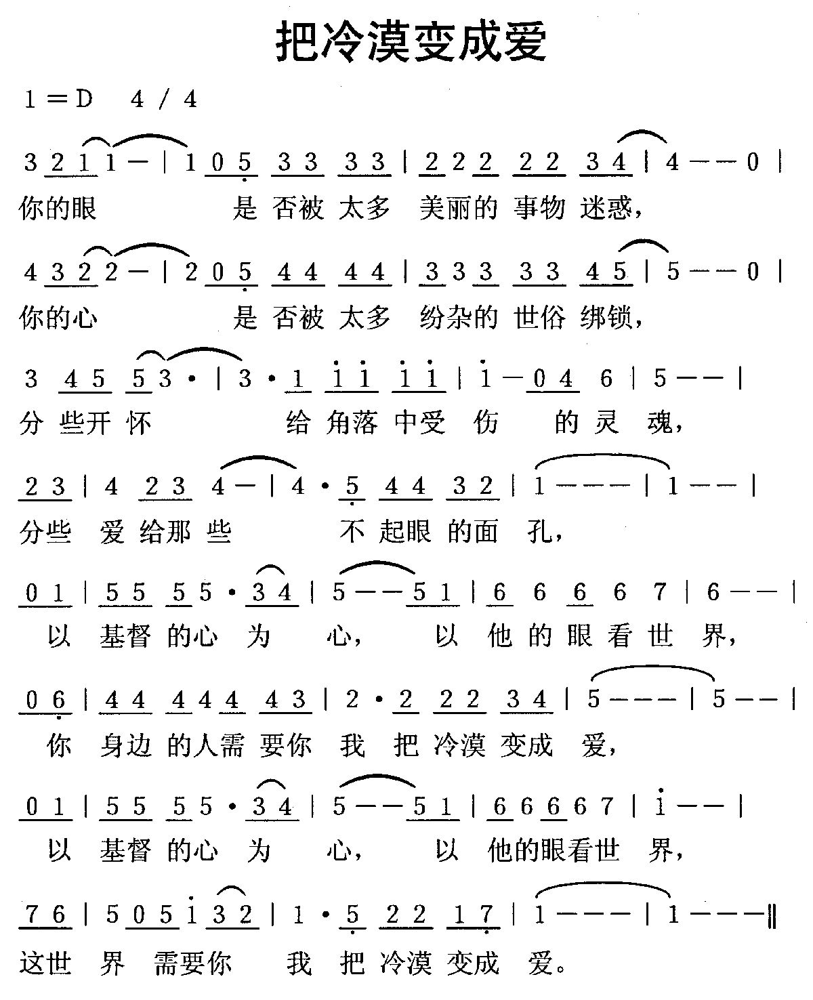 把冷漠变成爱
1 = D 4 / 4
3 2 1 1 — | 1 0 5̣ 3 3 3 3 | 2 2 2 2 2 3 4 | 4 — — 0 |
你的眼 是 否被 太多 美丽的 事物 迷惑，
4 3 2 2 — | 2 0 5̣ 4 4 4 4 | 3 3 3 3 3 4 5 | 5 — — 0 |
你的心 是 否被 太多 纷杂的 世俗 绑锁，
3 4 5 5 3 · | 3 · 1 i i i i | i — 0 4 6 | 5 — — |
分 些开 怀 给 角落 中受 伤 的 灵 魂，
2 3 | 4 2 3 4 — | 4 · 5̣ 4 4 3 2 | 1 — — — | 1 — — |
分些 爱 给那 些 不 起眼 的面 孔，
0 1 | 5 5 5 5 · 3 4 | 5 — — 5 1 | 6 6 6 6 7 | 6 — — |
以 基督 的心 为 心， 以 他 的 眼 看 世 界，
0 6̣ | 4 4 4 4 4 4 3 | 2 · 2 2 2 3 4 | 5 — — — | 5 — — |
你 身边 的人需 要你 我 把 冷漠 变成 爱，
0 1 | 5 5 5 5 · 3 4 | 5 — — 5 1 | 6 6 6 6 7 | i — — |
以 基督 的心 为 心， 以 他的眼看世 界，
7 6 | 5 0 5 i 3 2 | 1 · 5̣ 2 2 1 7̣ | 1 — — — | 1 — — — ‖
这世 界 需要你 我 把 冷漠 变成 爱。